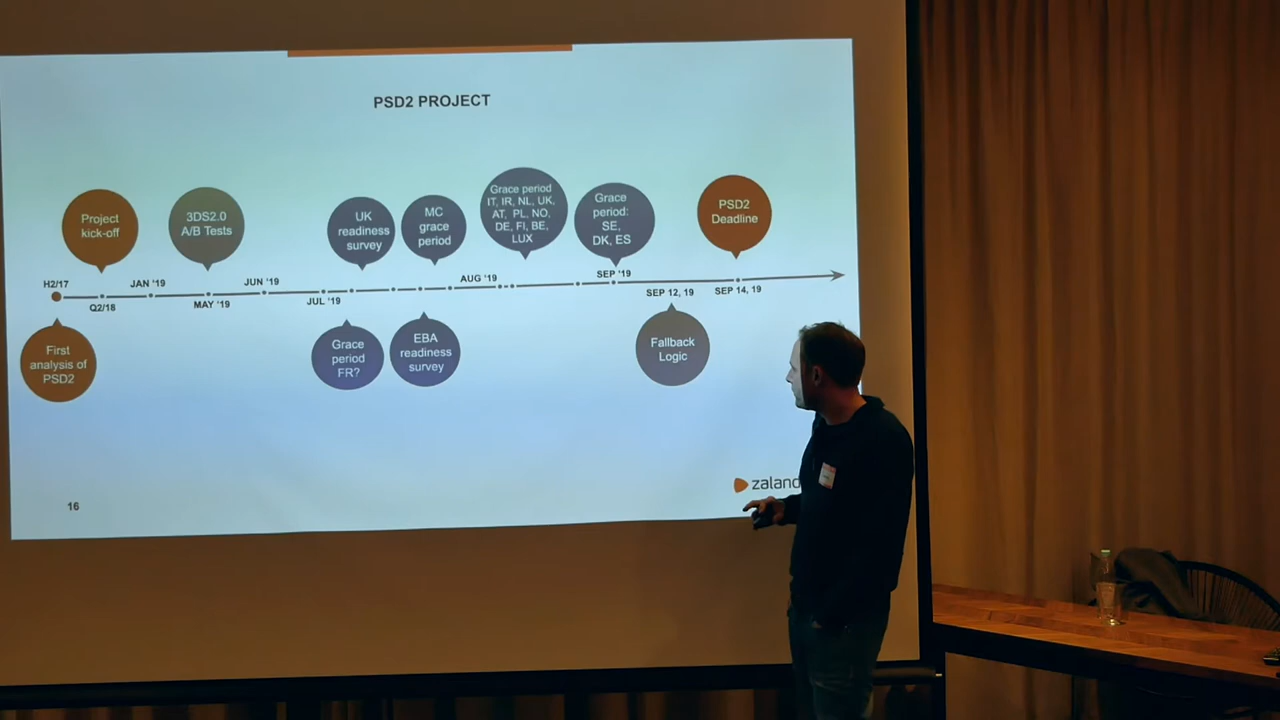 PSD2 PROJECT
Project
kick-off
3DS2.0
A/B Tests
UK
readiness
survey
MC
grace
period
Grace period
IT, IR, NL, UK,
AT, PL, NO,
DE, FI, BE,
LUX
Grace
period:
SE,
DK, ES
PSD2
Deadline
H2/17
Q2/18
JAN '19
MAY '19
JUN '19
JUL '19
AUG '19
SEP '19
SEP 12, 19
SEP 14, 19
First
analysis of
PSD2
Grace
period
FR?
EBA
readiness
survey
Fallback
Logic
zaland
16